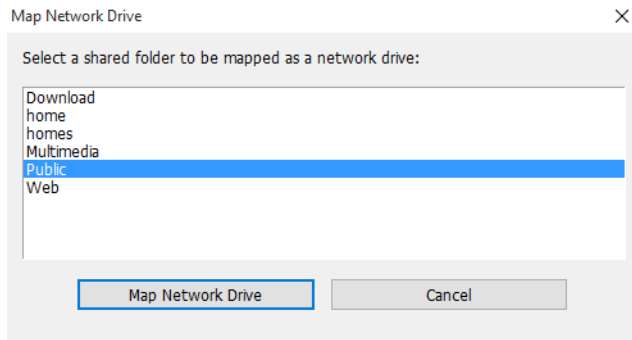 Map Network Drive
Select a shared folder to be mapped as a network drive:
Download
home
homes
Multimedia
Public
Web
Map Network Drive
Cancel